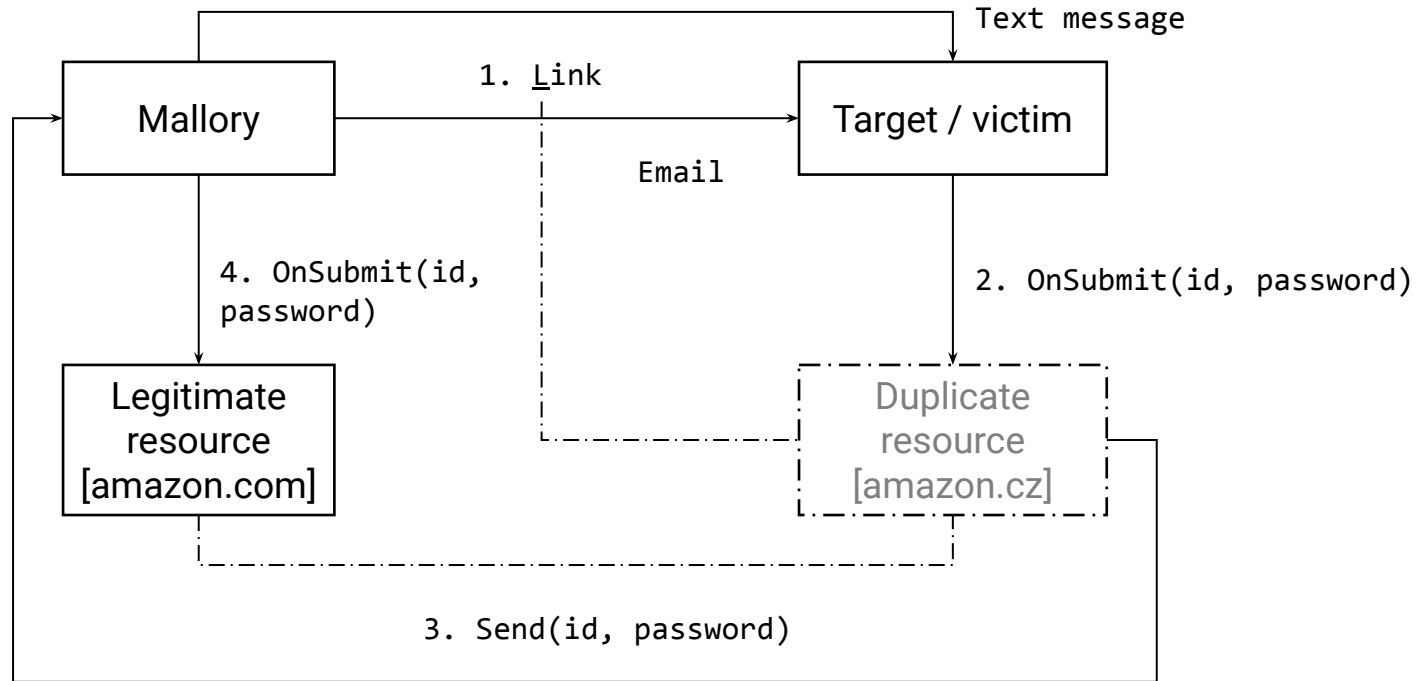 Text message
1. Link
Mallory
Target / victim
Email
4. OnSubmit(id,
password)
2. OnSubmit(id, password)
Legitimate
resource
[amazon.com]
Duplicate
resource
[amazon.cz]
3. Send(id, password)